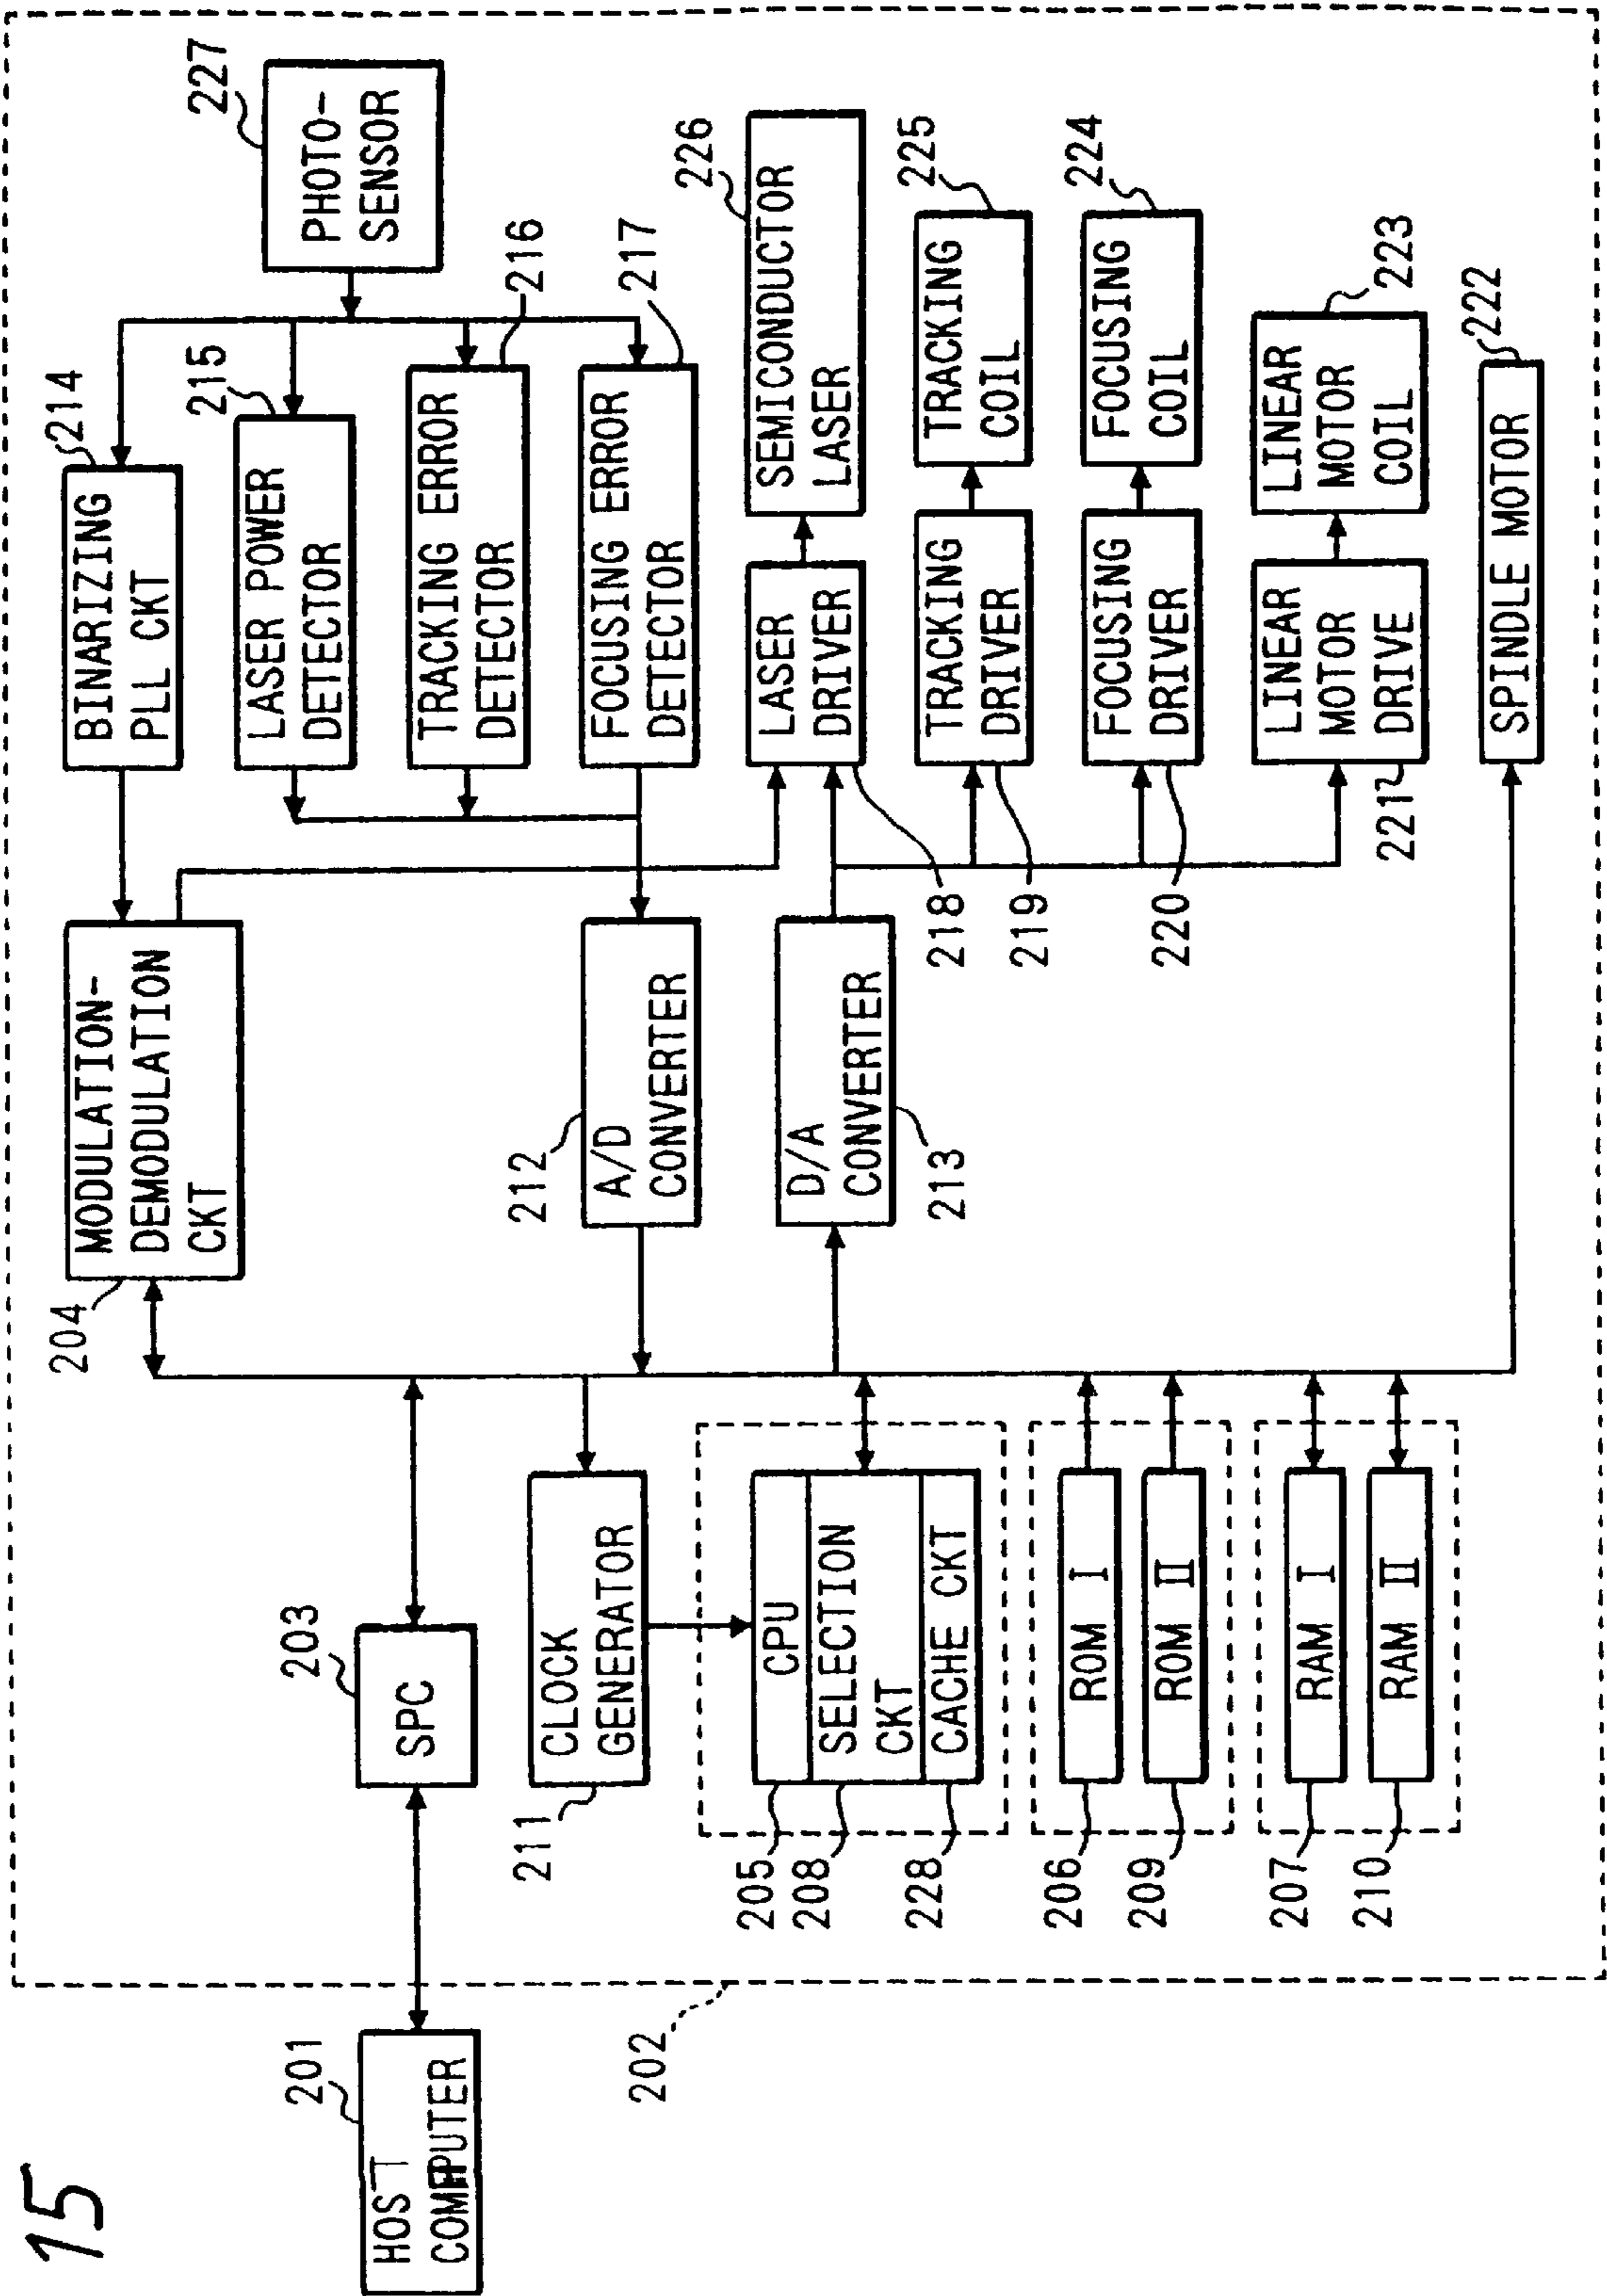 15
201
HOST
COMPUTER
202
203
SPC
204
MODULATION-
DEMODULATION
CKT
211
CLOCK
GENERATOR
205
CPU
208
SELECTION
CKT
228
CACHE CKT
206
ROM I
209
ROM II
207
RAM I
210
RAM II
212
A/D
CONVERTER
D/A
CONVERTER
213
214
BINARIZING
PLL CKT
215
LASER POWER
DETECTOR
216
TRACKING ERROR
DETECTOR
217
FOCUSING ERROR
DETECTOR
227
PHOTO-
SENSOR
LASER
DRIVER
218
226
SEMICONDUCTOR
LASER
TRACKING
DRIVER
219
225
TRACKING
COIL
FOCUSING
DRIVER
220
224
FOCUSING
COIL
LINEAR
MOTOR
DRIVE
221
LINEAR
MOTOR
COIL
223
SPINDLE MOTOR
222